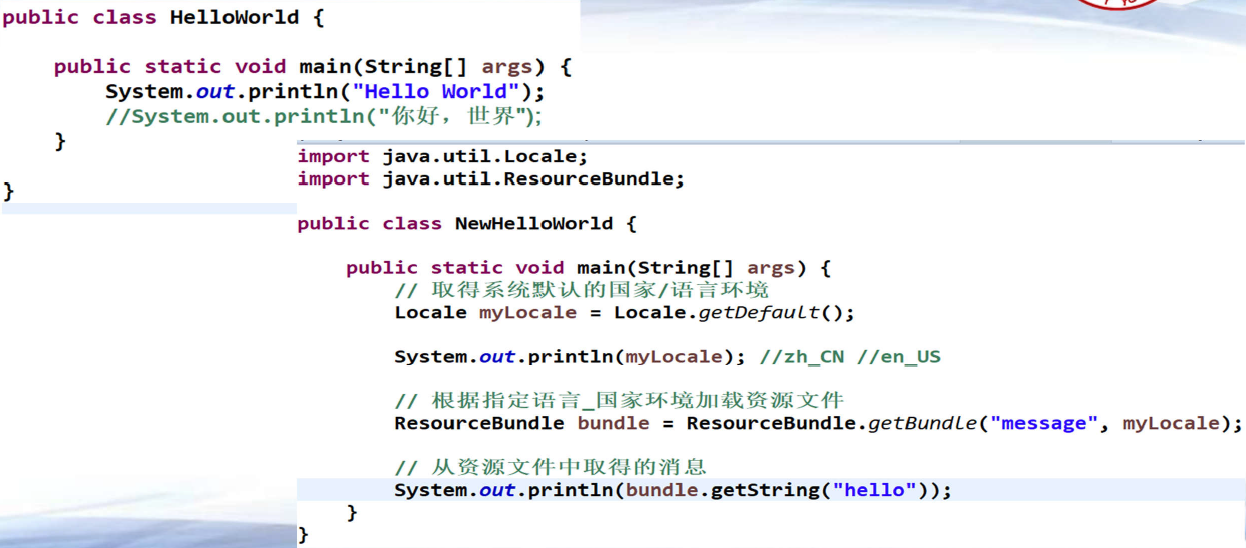 public class HelloWorld {
public static void main(String[] args) {
System.out.println("Hello World");
//System.out.println("你好，世界");
}
}
import java.util.Locale;
import java.util.ResourceBundle;
public class NewHelloWorld {
public static void main(String[] args) {
// 取得系统默认的国家/语言环境
Locale myLocale = Locale.getDefault();
System.out.println(myLocale); //zh_CN //en_US
// 根据指定语言_国家环境加载资源文件
ResourceBundle bundle = ResourceBundle.getBundle("message", myLocale);
// 从资源文件中取得的消息
System.out.println(bundle.getString("hello"));
}
}